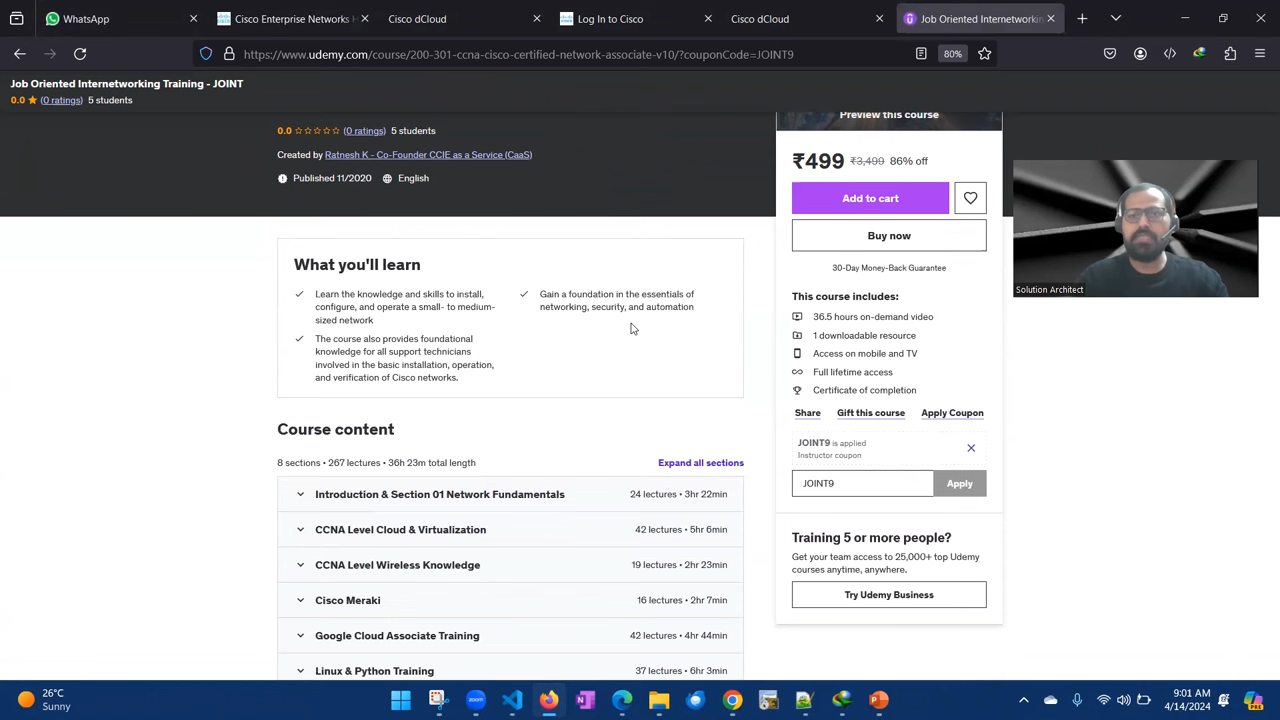 WhatsApp
Cisco Enterprise Networks H
Cisco dCloud
Log In to Cisco
Cisco dCloud
Job Oriented Internetworking
https://www.udemy.com/course/200-301-ccna-cisco-certified-network-associate-v10/?couponCode=JOINT9
80%
Job Oriented Internetworking Training - JOINT
0.0 ★ (0 ratings) 5 students
0.0 (0 ratings) 5 students
Created by Ratnesh K - Co-Founder CCIE as a Service (CaaS)
Published 11/2020 English
What you'll learn
Learn the knowledge and skills to install,
configure, and operate a small- to medium-
sized network
The course also provides foundational
knowledge for all support technicians
involved in the basic installation, operation,
and verification of Cisco networks.
Gain a foundation in the essentials of
networking, security, and automation
Course content
8 sections • 267 lectures • 36h 23m total length
Expand all sections
Introduction & Section 01 Network Fundamentals 24 lectures • 3hr 22min
CCNA Level Cloud & Virtualization 42 lectures • 5hr 6min
CCNA Level Wireless Knowledge 19 lectures • 2hr 23min
Cisco Meraki 16 lectures • 2hr 7min
Google Cloud Associate Training 42 lectures • 4hr 44min
Linux & Python Training 37 lectures • 6hr 3min
Preview this course
₹499 ₹3,499 86% off
Add to cart
Buy now
30-Day Money-Back Guarantee
This course includes:
36.5 hours on-demand video
1 downloadable resource
Access on mobile and TV
Full lifetime access
Certificate of completion
Share Gift this course Apply Coupon
JOINT9 is applied
Instructor coupon
JOINT9 Apply
Training 5 or more people?
Get your team access to 25,000+ top Udemy
courses anytime, anywhere.
Try Udemy Business
Solution Architect
26°C
Sunny
9:01 AM
4/14/2024